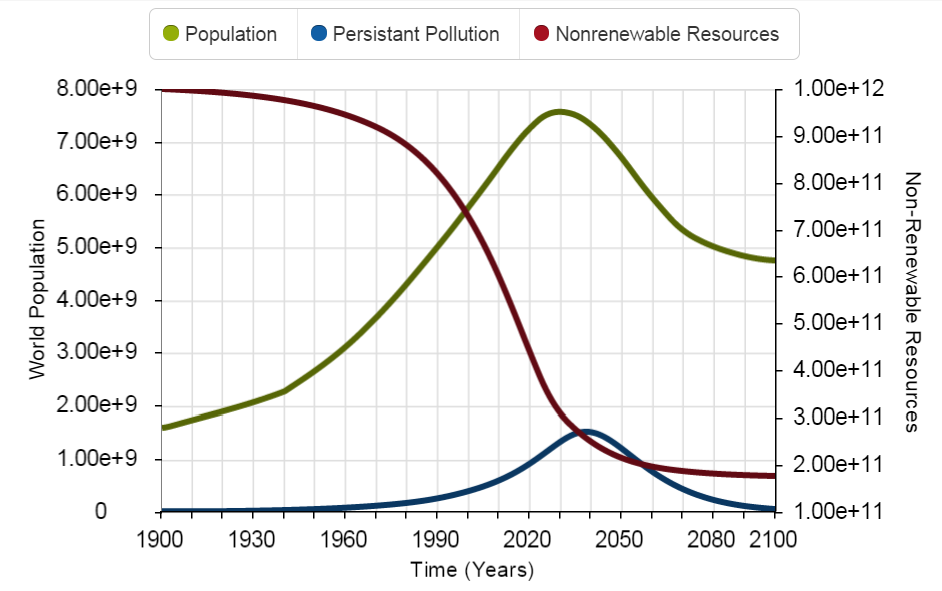 Population
Persistant Pollution
Nonrenewable Resources
8.00e+9
7.00e+9
6.00e+9
5.00e+9
4.00e+9
3.00e+9
2.00e+9
1.00e+9
0
World Population
1.00e+12
9.00e+11
8.00e+11
7.00e+11
6.00e+11
5.00e+11
4.00e+11
3.00e+11
2.00e+11
1.00e+11
Non-Renewable Resources
1900 1930 1960 1990 2020 2050 2080 2100
Time (Years)